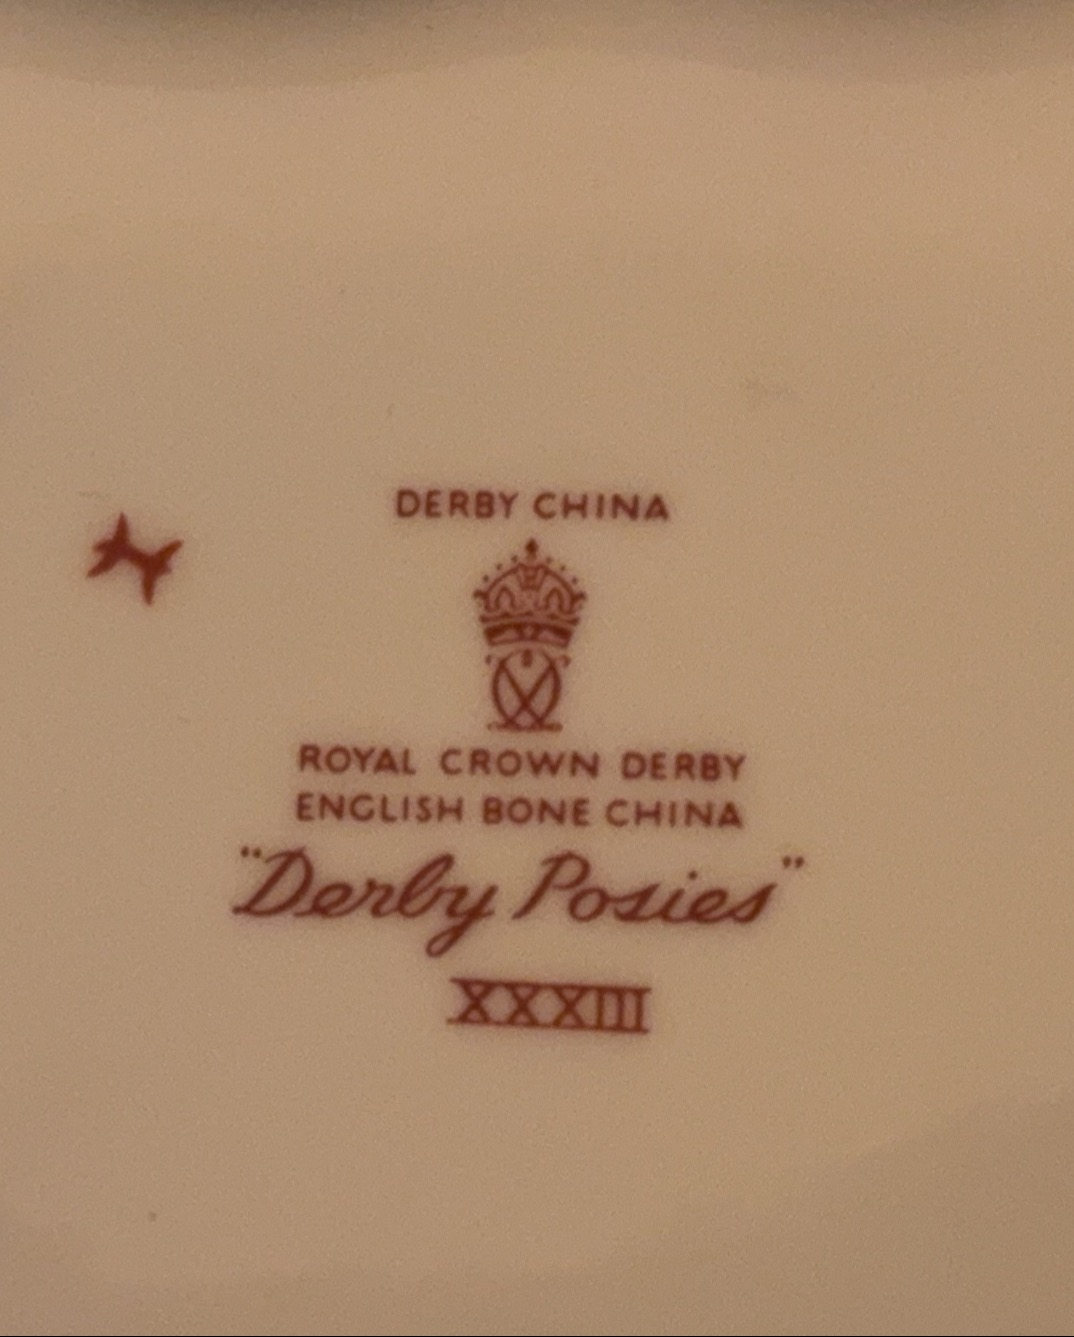 DERBY CHINA
ROYAL CROWN DERBY
ENGLISH BONE CHINA
"Derby Posies"
XXXIII